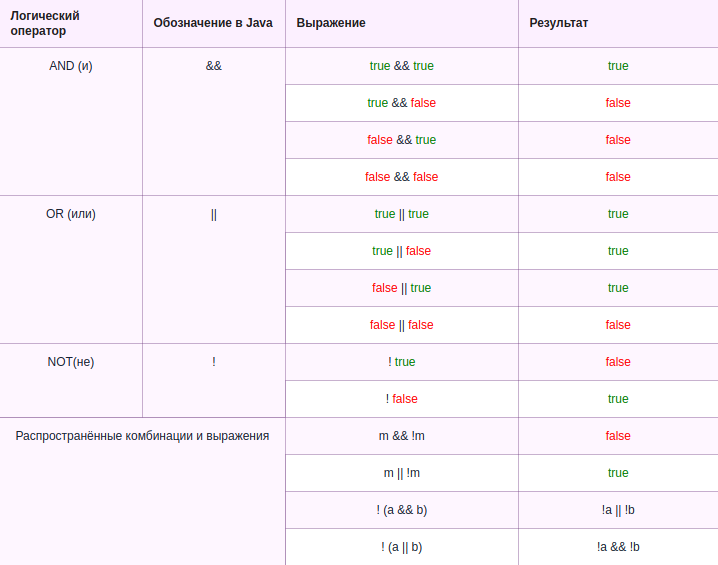 Логический
оператор
Обозначение в Java
Выражение
Результат
AND (и)
&&
true && true
true
true && false
false
false && true
false
false && false
false
OR (или)
||
true || true
true
true || false
true
false || true
true
false || false
false
NOT(не)
!
! true
false
! false
true
Распространённые комбинации и выражения
m && !m
false
m || !m
true
! (a && b)
!a || !b
! (a || b)
!a && !b